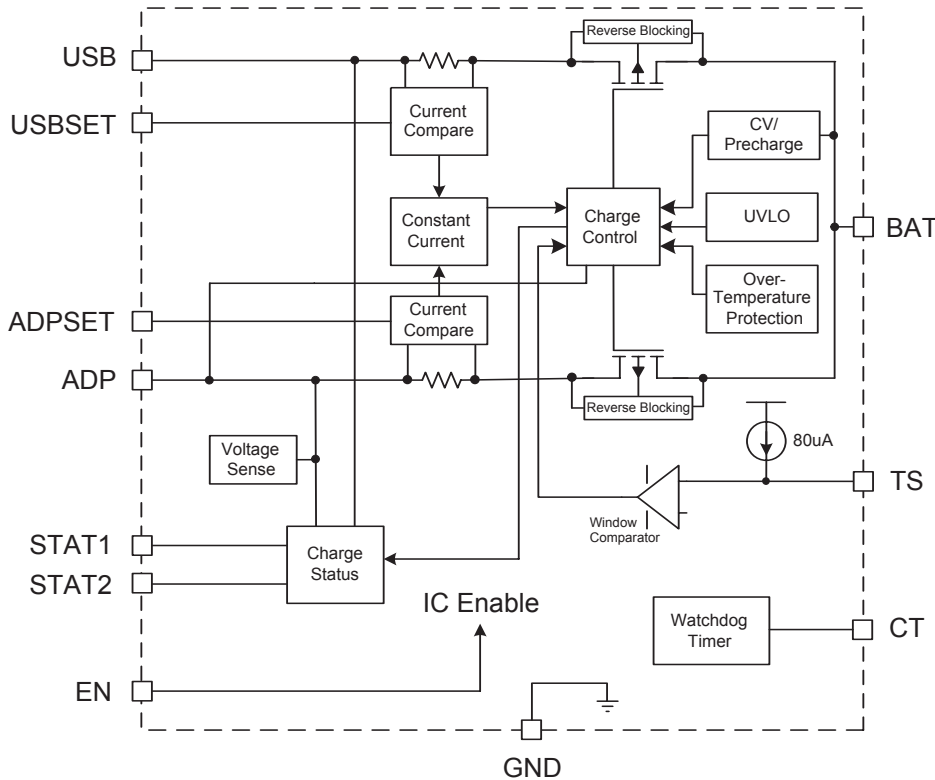 Reverse Blocking
USB
USBSET
Current
Compare
CV/
Precharge
Constant
Current
Charge
Control
UVLO
BAT
Over-
Temperature
Protection
ADPSET
Current
Compare
ADP
Reverse Blocking
80uA
Voltage
Sense
TS
Window
Comparator
STAT1
STAT2
Charge
Status
IC Enable
Watchdog
Timer
CT
EN
GND